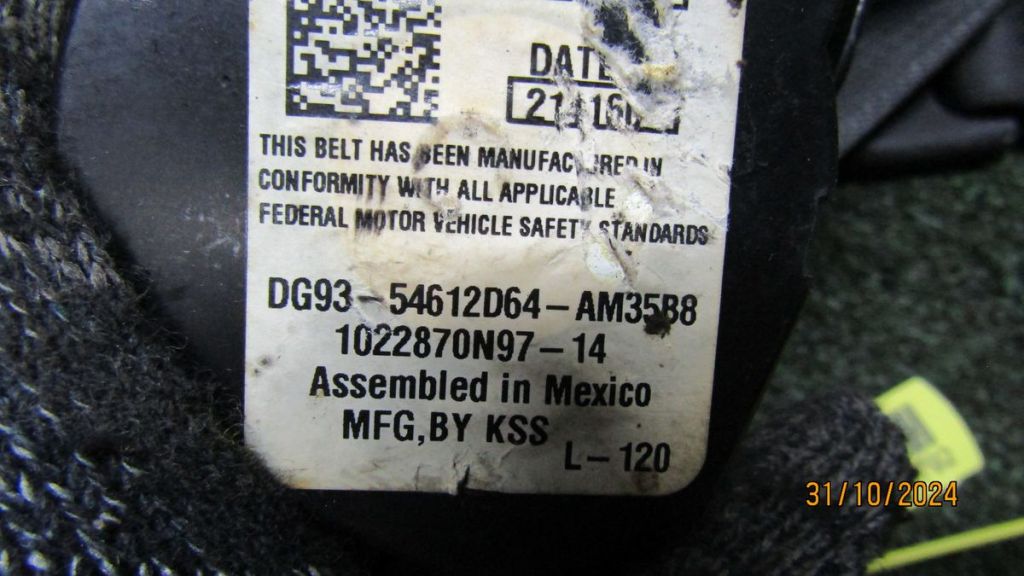 DATE
THIS BELT HAS BEEN MANUFACTURED IN
CONFORMITY WITH ALL APPLICABLE
FEDERAL MOTOR VEHICLE SAFETY STANDARDS
DG93-54612D64-AM35B8
1022870N97-14
Assembled in Mexico
MFG,BY KSS
L-120
31/10/2024